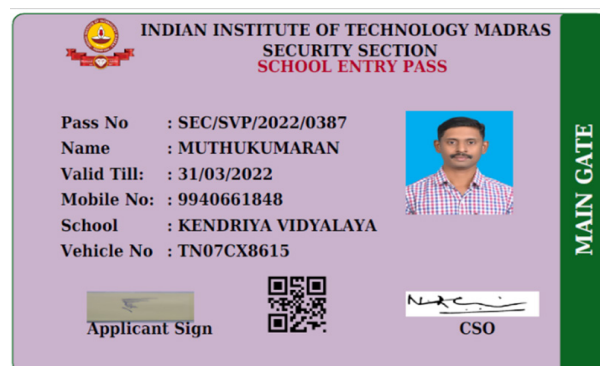 INDIAN INSTITUTE OF TECHNOLOGY MADRAS
SECURITY SECTION
SCHOOL ENTRY PASS
Pass No : SEC/SVP/2022/0387
Name : MUTHUKUMARAN
Valid Till: : 31/03/2022
Mobile No: : 9940661848
School : KENDRIYA VIDYALAYA
Vehicle No : TN07CX8615
Applicant Sign
CSO
MAIN GATE